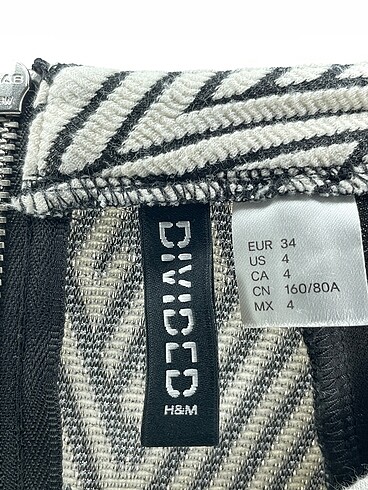 DIVIDED
H&M
EUR 34
US 4
CA 4
CN 160/80A
MX 4